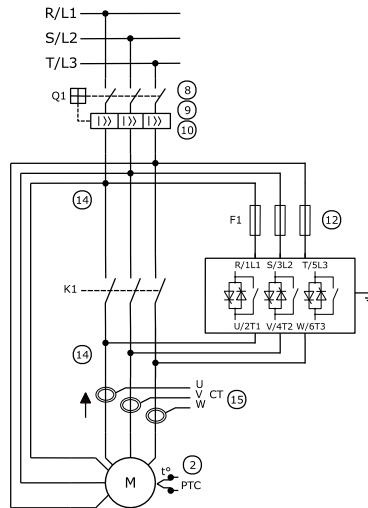 R/L1
S/L2
T/L3
Q1
8
9
I>> I>> I>>
10
14
F1
12
R/1L1 S/3L2 T/5L3
K1
U/2T1 V/4T2 W/6T3
14
U
V CT
W
15
t°
2
M
PTC